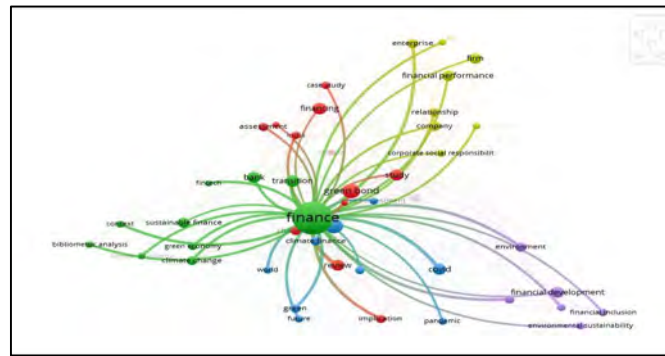 enterprise
firm
financial performance
case study
financing
relationship
company
assessment
corporate social responsibilit
bank
transition
study
fintech
green bond
finance
context
sustainable finance
bibliometric analysis
green economy
climate change
climate finance
environment
world
review
covid
financial development
green
future
implication
pandemic
financial inclusion
environmental sustainability